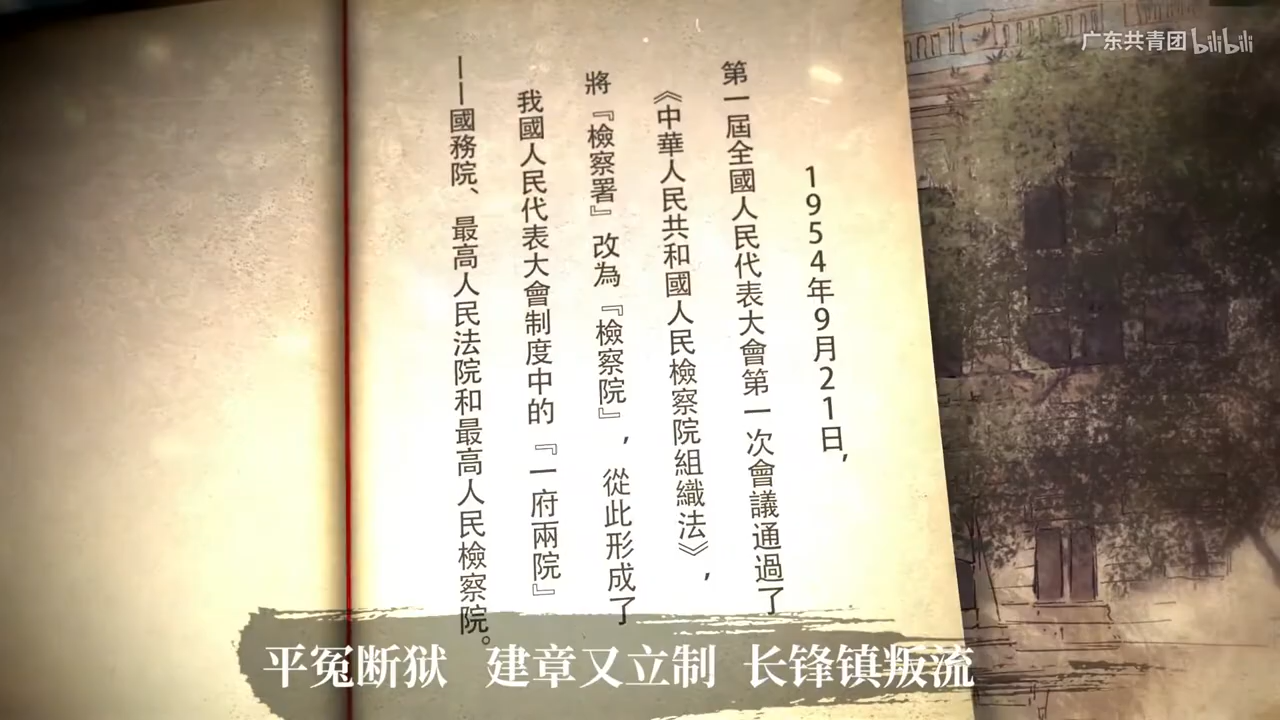 1954年9月21日,
第一屆全國人民代表大會第一次會議通過了
《中華人民共和國人民檢察院組織法》,
將『檢察署』改為『檢察院』,從此形成了
我國人民代表大會制度中的『一府兩院』
——國務院、最高人民法院和最高人民檢察院。
平冤断狱 建章又立制 长锋镇叛流
广东共青团 bilibili